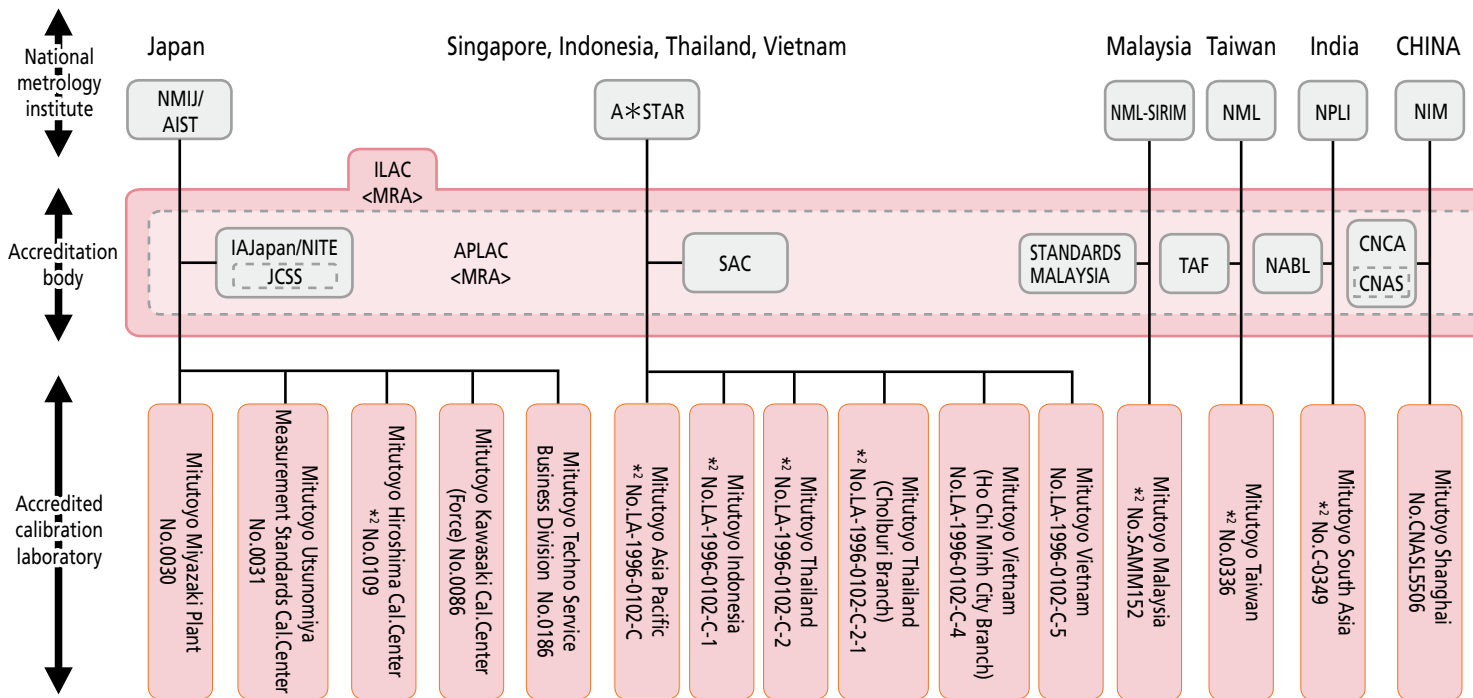 National
metrology
institute
Japan
Singapore, Indonesia, Thailand, Vietnam
Malaysia
Taiwan
India
CHINA
NMIJ/
AIST
A＊STAR
NML-SIRIM
NML
NPLI
NIM
ILAC
<MRA>
Accreditation
body
IAJapan/NITE
JCSS
APLAC
<MRA>
SAC
STANDARDS
MALAYSIA
TAF
NABL
CNCA
CNAS
Accredited
calibration
laboratory
Mitutoyo Miyazaki Plant
No.0030
Mitutoyo Utsunomiya
Measurement Standards Cal.Center
No.0031
Mitutoyo Hiroshima Cal.Center
*2 No.0109
Mitutoyo Kawasaki Cal.Center
(Force) No.0086
Mitutoyo Techno Service
Business Division No.0186
Mitutoyo Asia Pacific
*2 No.LA-1996-0102-C
Mitutoyo Indonesia
*2 No.LA-1996-0102-C-1
Mitutoyo Thailand
*2 No.LA-1996-0102-C-2
Mitutoyo Thailand
(Cholburi Branch)
*2 No.LA-1996-0102-C-2-1
Mitutoyo Vietnam
(Ho Chi Minh City Branch)
No.LA-1996-0102-C-4
Mitutoyo Vietnam
No.LA-1996-0102-C-5
Mitutoyo Malaysia
*2 No.SAMM152
Mitutoyo Taiwan
*2 No.0336
Mitutoyo South Asia
*2 No.C-0349
Mitutoyo Shanghai
No.CNASL5506